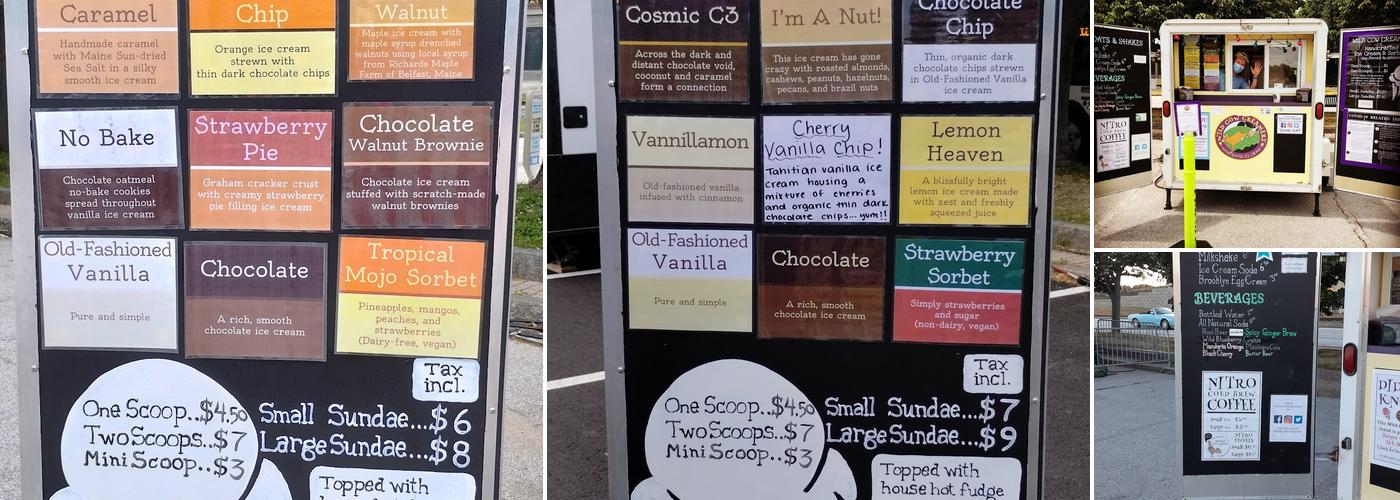 Caramel
Handmade caramel
with Maine Sun-dried
Sea Salt in a silky
smooth ice cream
Chip
Orange ice cream
strewn with
thin dark chocolate chips
Walnut
Maple ice cream with
maple syrup drenched
walnuts using local syrup
from Richards Maple
Farm of Belfast, Maine
No Bake
Chocolate oatmeal
no-bake cookies
spread throughout
vanilla ice cream
Strawberry
Pie
Graham cracker crust
with creamy strawberry
pie filling ice cream
Chocolate
Walnut Brownie
Chocolate ice cream
stuffed with scratch-made
walnut brownies
Old-Fashioned
Vanilla
Pure and simple
Chocolate
A rich, smooth
chocolate ice cream
Tropical
Mojo Sorbet
Pineapples, mangos,
peaches, and
strawberries
(Dairy-free, vegan)
Tax
incl.
One Scoop..$4.50
Two Scoops..$7
Mini Scoop..$3
Small Sundae...$6
Large Sundae...$8
Topped with
Cosmic C3
Across the dark and
distant chocolate void,
coconut and caramel
form a connection
I'm A Nut!
This ice cream has gone
crazy with roasted almonds,
cashews, peanuts, hazelnuts,
pecans, and brazil nuts
Chocolate
Chip
Thin, organic dark
chocolate chips strewn
in Old-Fashioned Vanilla
ice cream
Vannillamon
Old-fashioned vanilla
infused with cinnamon
Cherry
Vanilla Chip!
Tahitian vanilla ice
cream housing a
mixture of enemies
and organic thin dark
chocolate chips... yum!!
Lemon
Heaven
A blissfully bright
lemon ice cream made
with zest and freshly
squeezed juice
Old-Fashioned
Vanilla
Pure and simple
Chocolate
A rich, smooth
chocolate ice cream
Strawberry
Sorbet
Simply strawberries
and sugar
(non-dairy, vegan)
Tax
incl.
One Scoop..$4.50
Two Scoops..$7
Mini Scoop..$3
Small Sundae...$7
Large Sundae...$9
Topped with
house hot fudge
& SHAKES
NITRO
COFFEE
WILD COW CREAMERY
Milkshake
Ice Cream Soda
Brooklyn Egg Cream
BEVERAGES
Bottled Water
All Natural Soda
Root Beer Spicy Ginger Brew
Wild Blueberry Cream
Mandarin Orange Mexican Cola
Black Cherry Butter Beer
NITRO
COLD BREW
COFFEE
NITRO
FLOATS